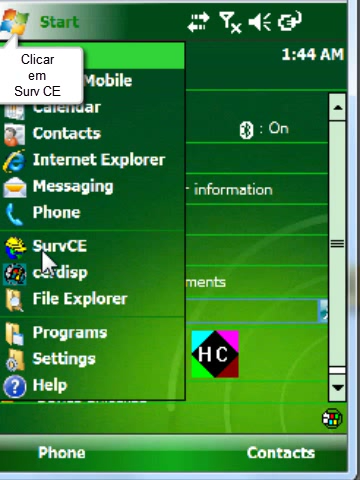 Start
Clicar
em
Surv CE
1:44 AM
Mobile
Calendar
Contacts
: On
Internet Explorer
Messaging
r information
Phone
SurvCE
cerdisp
ments
File Explorer
Programs
HC
Settings
Help
Phone
Contacts